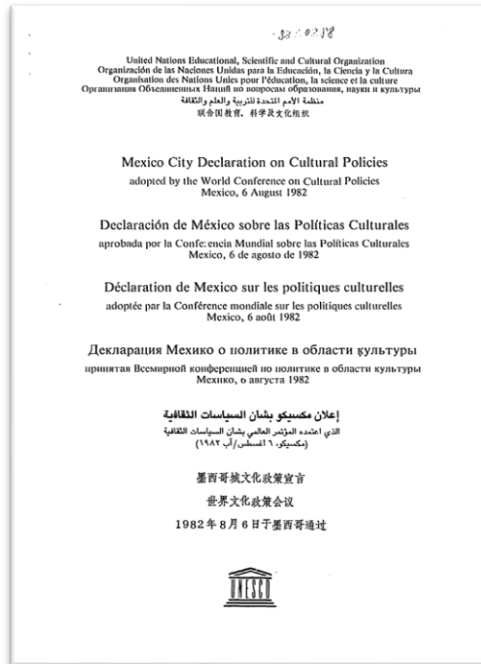 United Nations Educational, Scientific and Cultural Organization
Organización de las Naciones Unidas para la Educación, la Ciencia y la Cultura
Organisation des Nations Unies pour l'éducation, la science et la culture
Организация Объединенных Наций по вопросам образования, науки и культуры
منظمة الأمم المتحدة للتربية والعلم والثقافة
联合国教育、科学及文化组织
Mexico City Declaration on Cultural Policies
adopted by the World Conference on Cultural Policies
Mexico, 6 August 1982
Declaración de México sobre las Políticas Culturales
aprobada por la Conferencia Mundial sobre las Políticas Culturales
Mexico, 6 de agosto de 1982
Déclaration de Mexico sur les politiques culturelles
adoptée par la Conférence mondiale sur les politiques culturelles
Mexico, 6 août 1982
Декларация Мехико о политике в области культуры
принятая Всемирной конференцией по политике в области культуры
Мехико, 6 августа 1982
إعلان مكسيكو بشأن السياسات الثقافية
الذي اعتمده المؤتمر العالمي بشأن السياسات الثقافية
(مكسيكو، ٦ أغسطس/آب ١٩٨٢)
墨西哥城文化政策宣言
世界文化政策会议
1982年8月6日于墨西哥通过
UNESCO